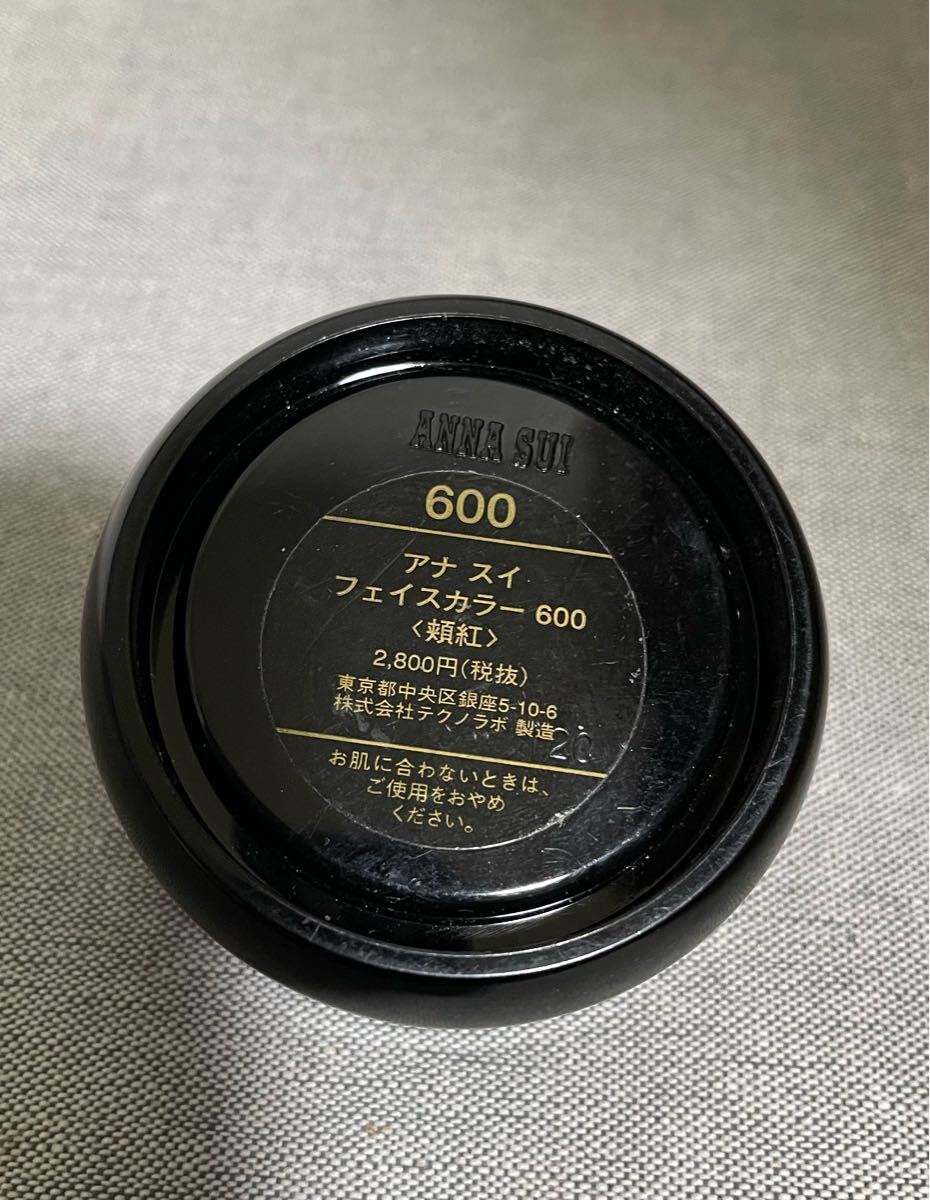 ANNA SUI
600
アナ スイ
フェイスカラー 600
〈頬紅〉
2,800円(税抜)
東京都中央区銀座5-10-6
株式会社テクノラボ 製造
お肌に合わないときは、
ご使用をおやめ
ください。